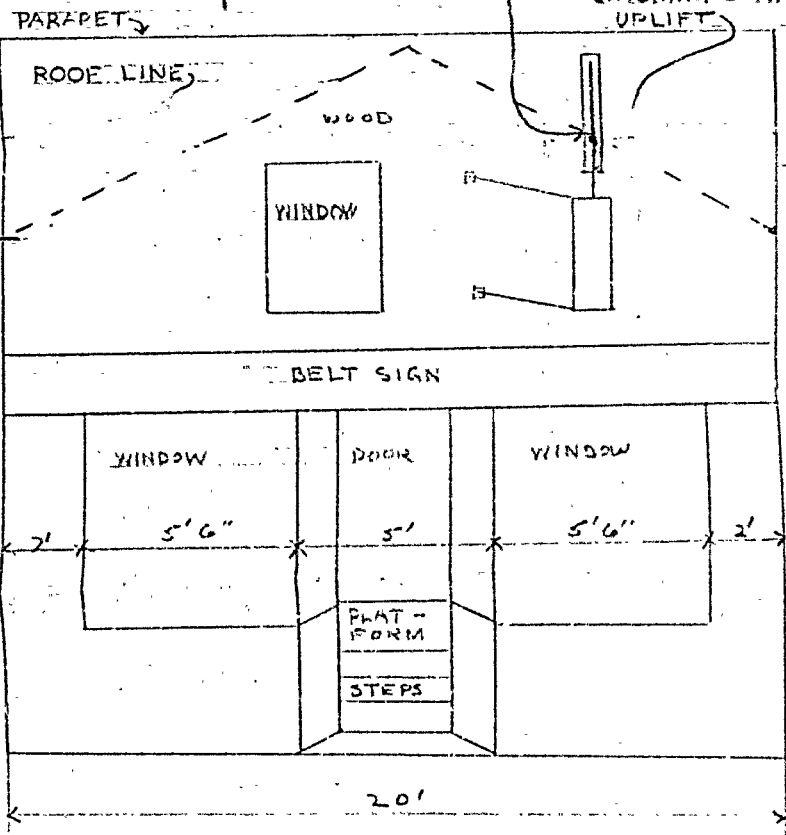 PARAPET
UPLIFT
ROOF LINE
WOOD
WINDOW
BELT SIGN
WINDOW DOOR WINDOW
2' 5'6" 5' 5'6" 2'
PLAT-
FORM
STEPS
20'